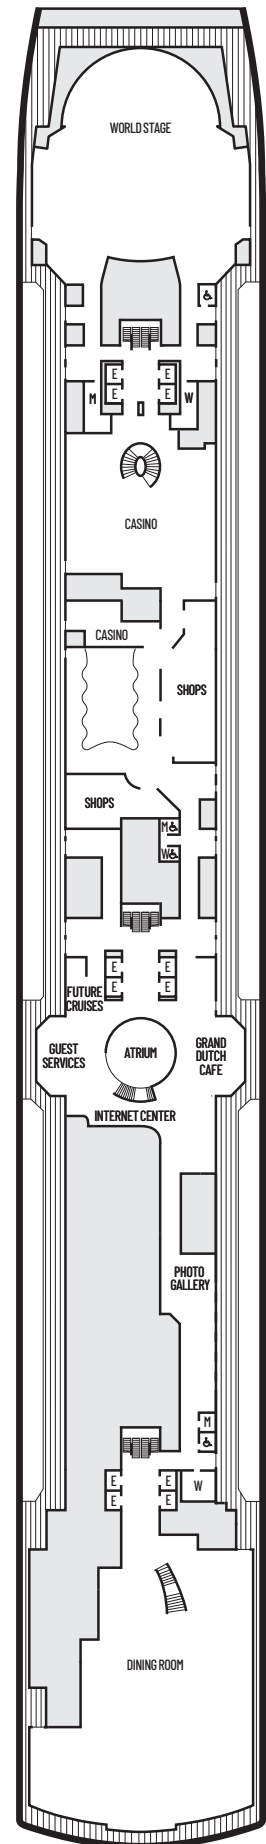 WORLD STAGE
E
E
E
E
M
W
CASINO
CASINO
SHOPS
SHOPS
M
W
E
E
E
E
FUTURE
CRUISES
GUEST
SERVICES
ATRIUM
GRAND
DUTCH
CAFE
INTERNET CENTER
PHOTO
GALLERY
M
W
E
E
E
E
DINING ROOM